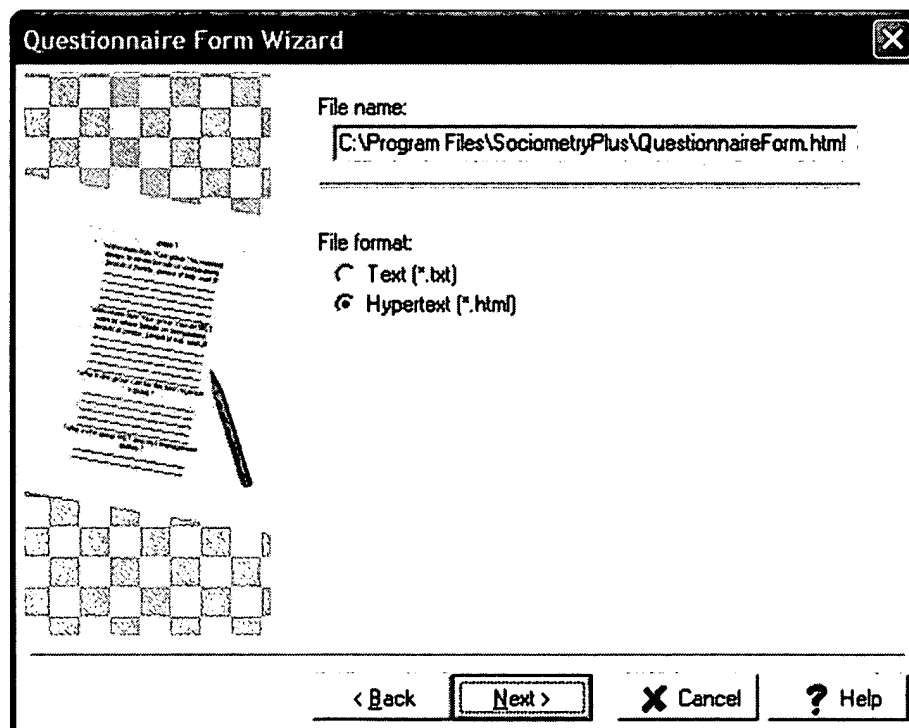 Questionnaire Form Wizard
File name:
C:\Program Files\SociometryPlus\QuestionnaireForm.html
File format:
Text (*.txt)
Hypertext (*.html)
< Back
Next >
Cancel
? Help